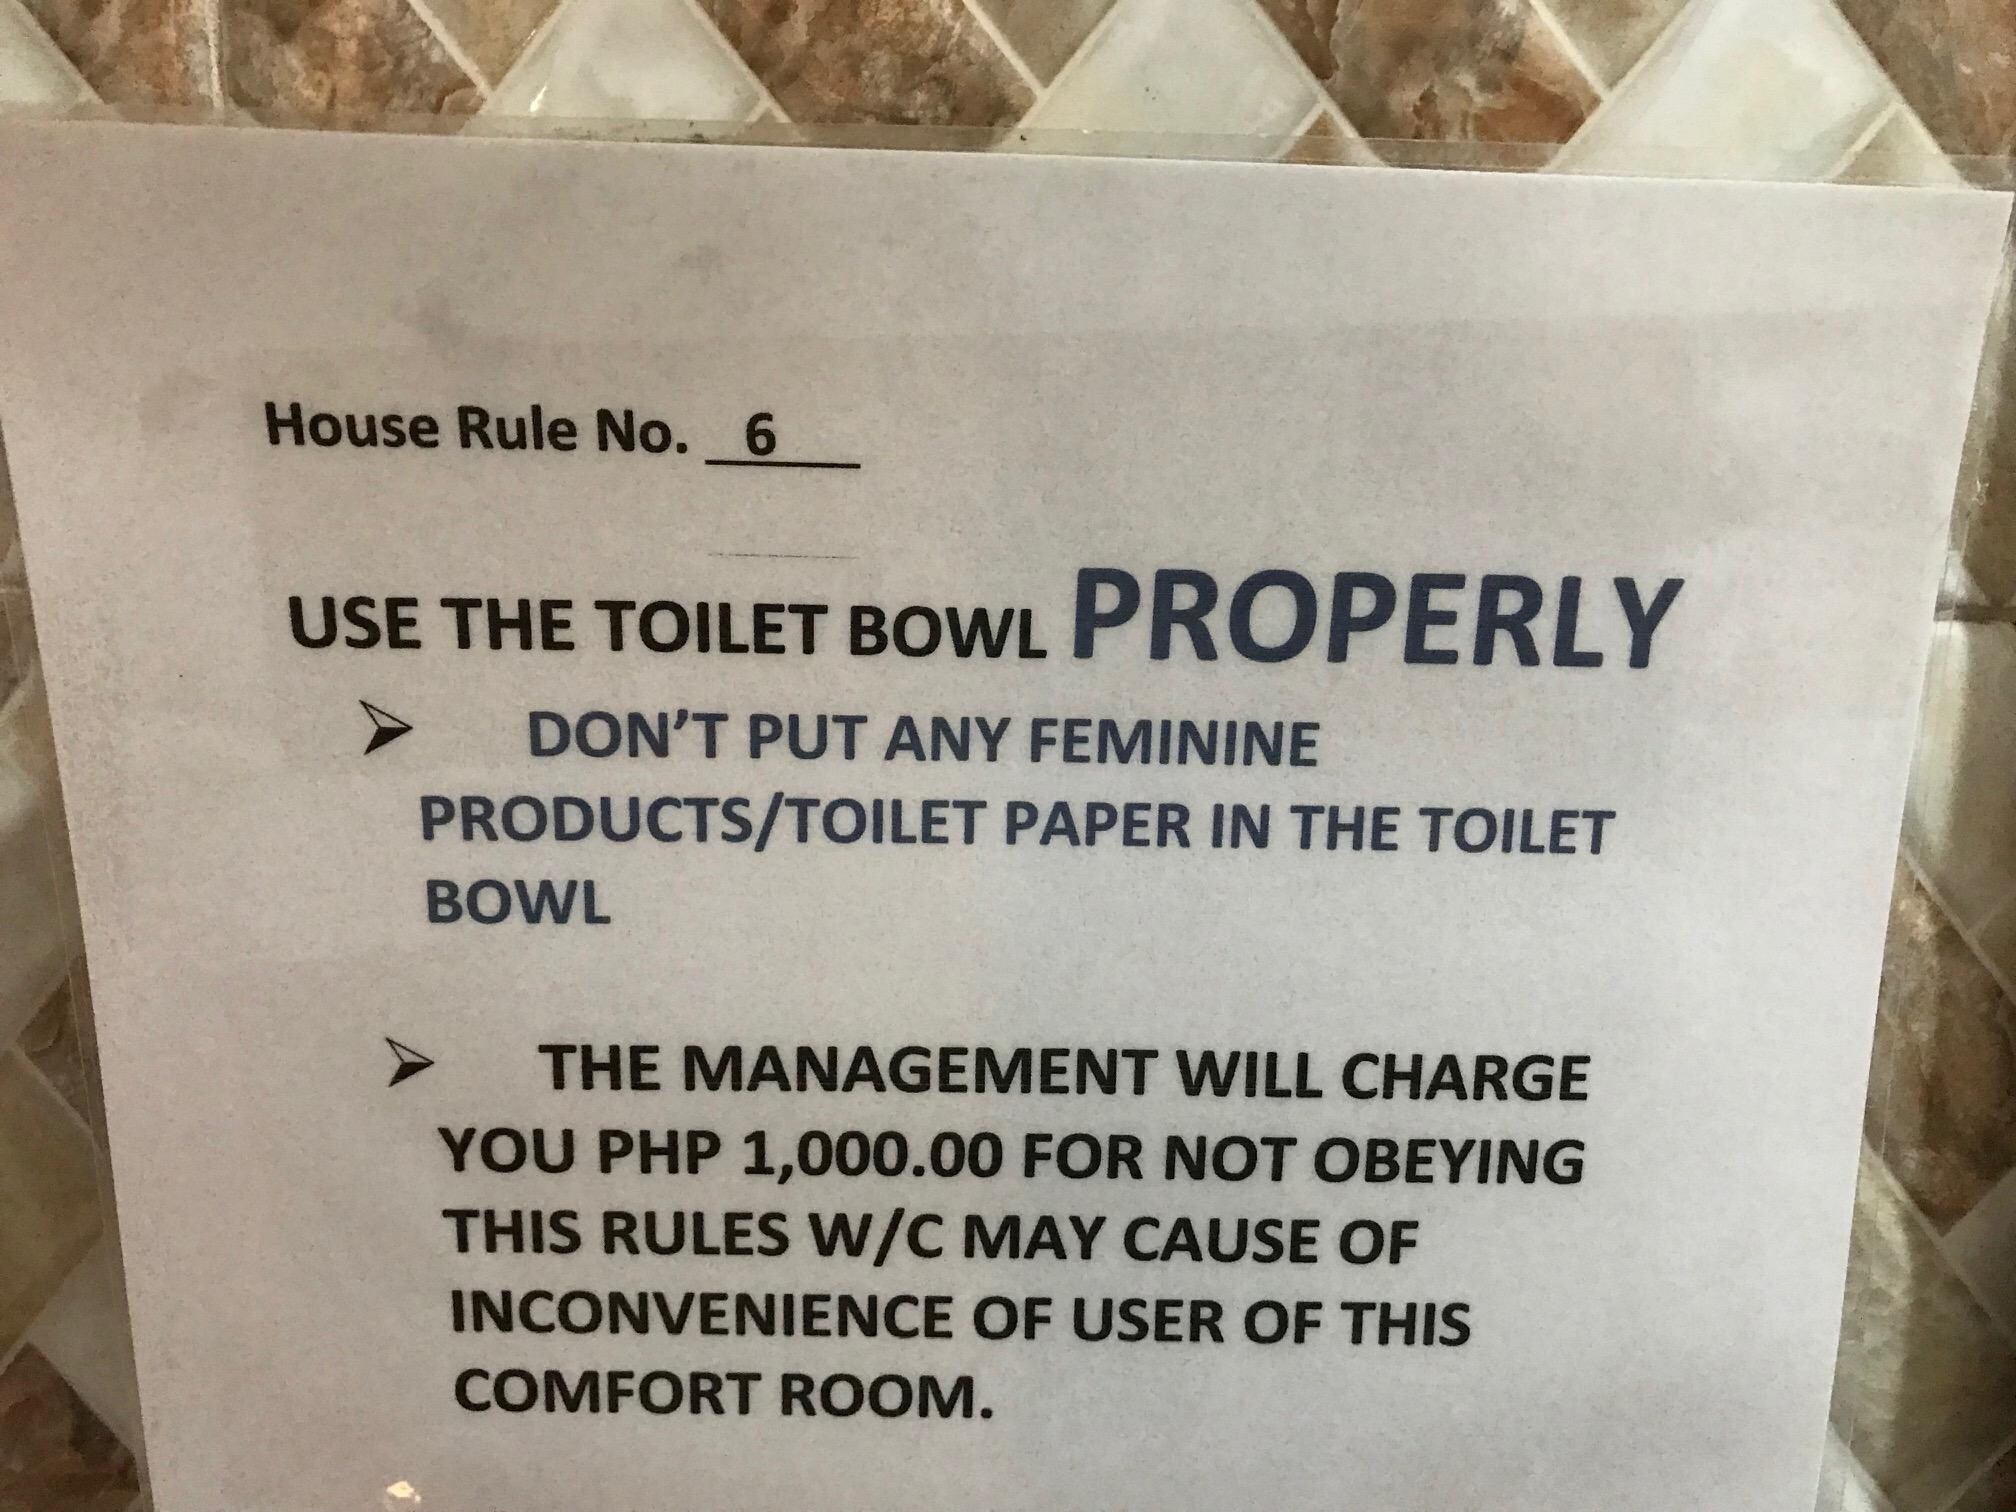 House Rule No. 6
USE THE TOILET BOWL PROPERLY
DON’T PUT ANY FEMININE
PRODUCTS/TOILET PAPER IN THE TOILET
BOWL
THE MANAGEMENT WILL CHARGE
YOU PHP 1,000.00 FOR NOT OBEYING
THIS RULES W/C MAY CAUSE OF
INCONVENIENCE OF USER OF THIS
COMFORT ROOM.